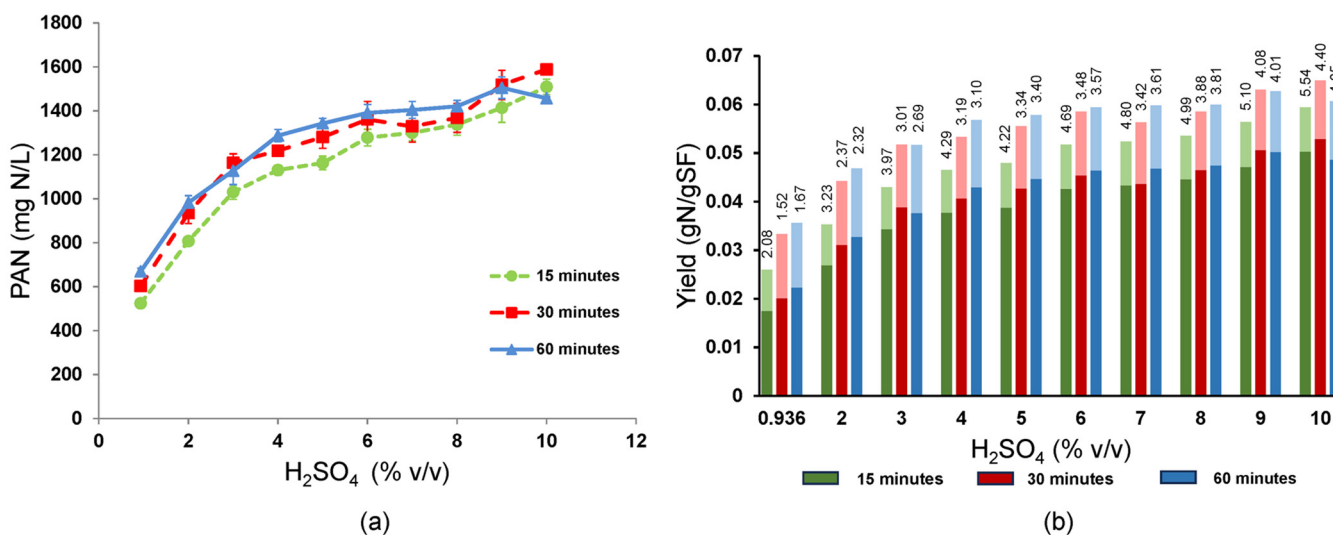 1800
1600
1400
1200
1000
800
600
400
200
0
PAN (mg N/L)
0 2 4 6 8 10 12
H₂SO₄ (% v/v)
15 minutes
30 minutes
60 minutes
(a)
0.07
0.06
0.05
0.04
0.03
0.02
0.01
0
Yield (gN/gSF)
2.08 1.52 1.67
3.23 2.37 2.32
3.97 3.01 2.69
4.29 3.19 3.10
4.22 3.34 3.40
4.69 3.48 3.57
4.80 3.42 3.61
4.99 3.88 3.81
5.10 4.08 4.01
5.54 4.40
0.936 2 3 4 5 6 7 8 9 10
H₂SO₄ (% v/v)
15 minutes 30 minutes 60 minutes
(b)